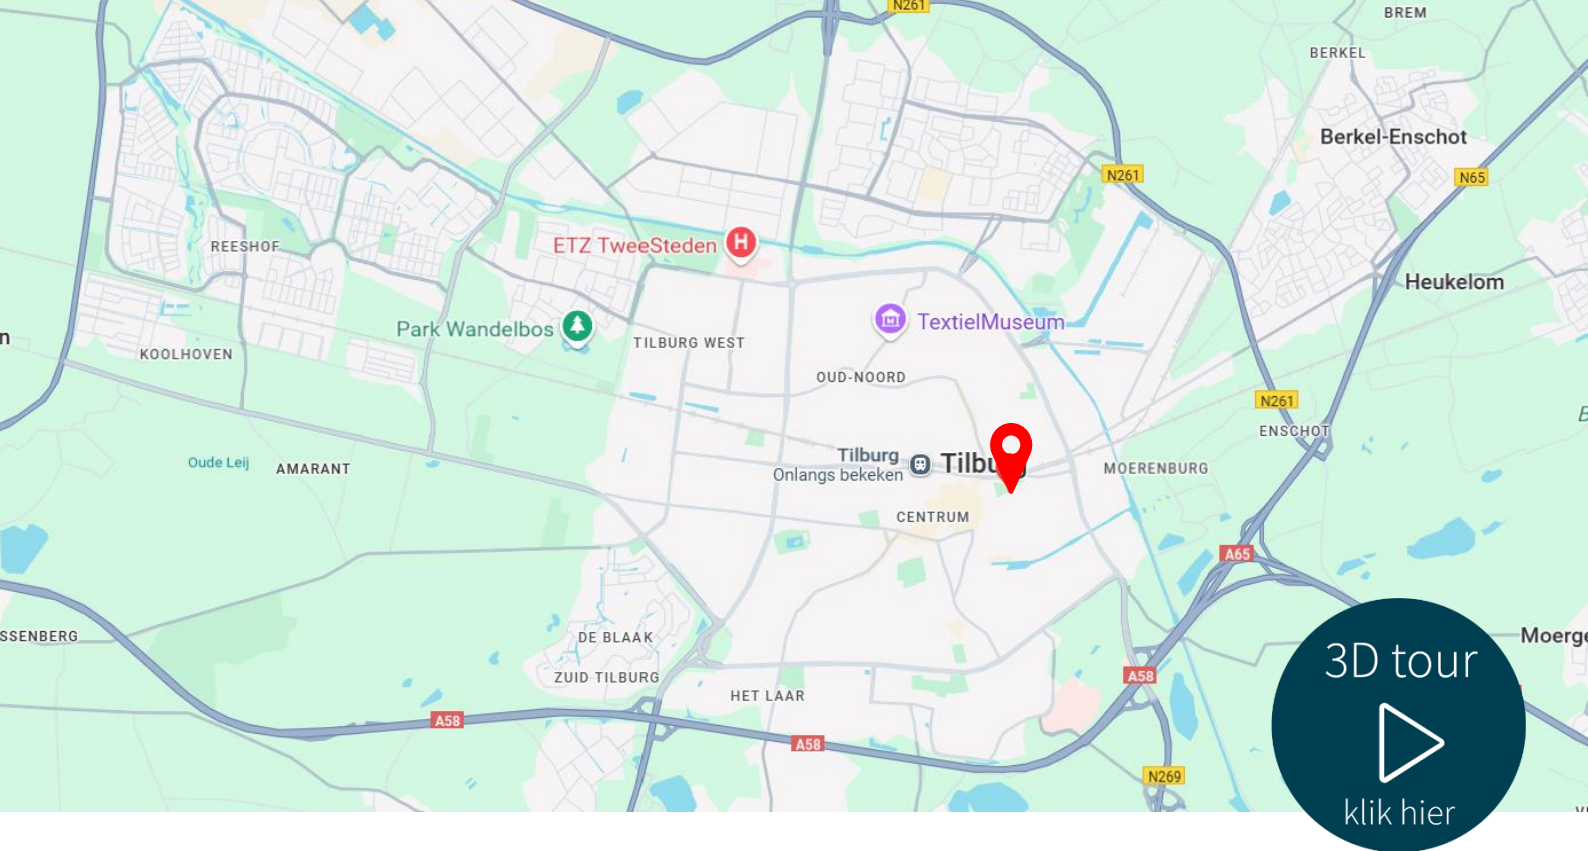 N261
BREM
BERKEL
Berkel-Enschot
N261
N65
REESHOF
ETZ TweeSteden
H
Heukelom
Park Wandelbos
TextielMuseum
n
KOOLHOVEN
TILBURG WEST
OUD-NOORD
N261
ENSCHOT
Oude Leij
AMARANT
Tilburg
Onlangs bekeken
MOERENBURG
CENTRUM
A65
SSENBERG
DE BLAAK
Moerge
ZUID TILBURG
HET LAAR
A58
A58
A58
N269
3D tour
klik hier